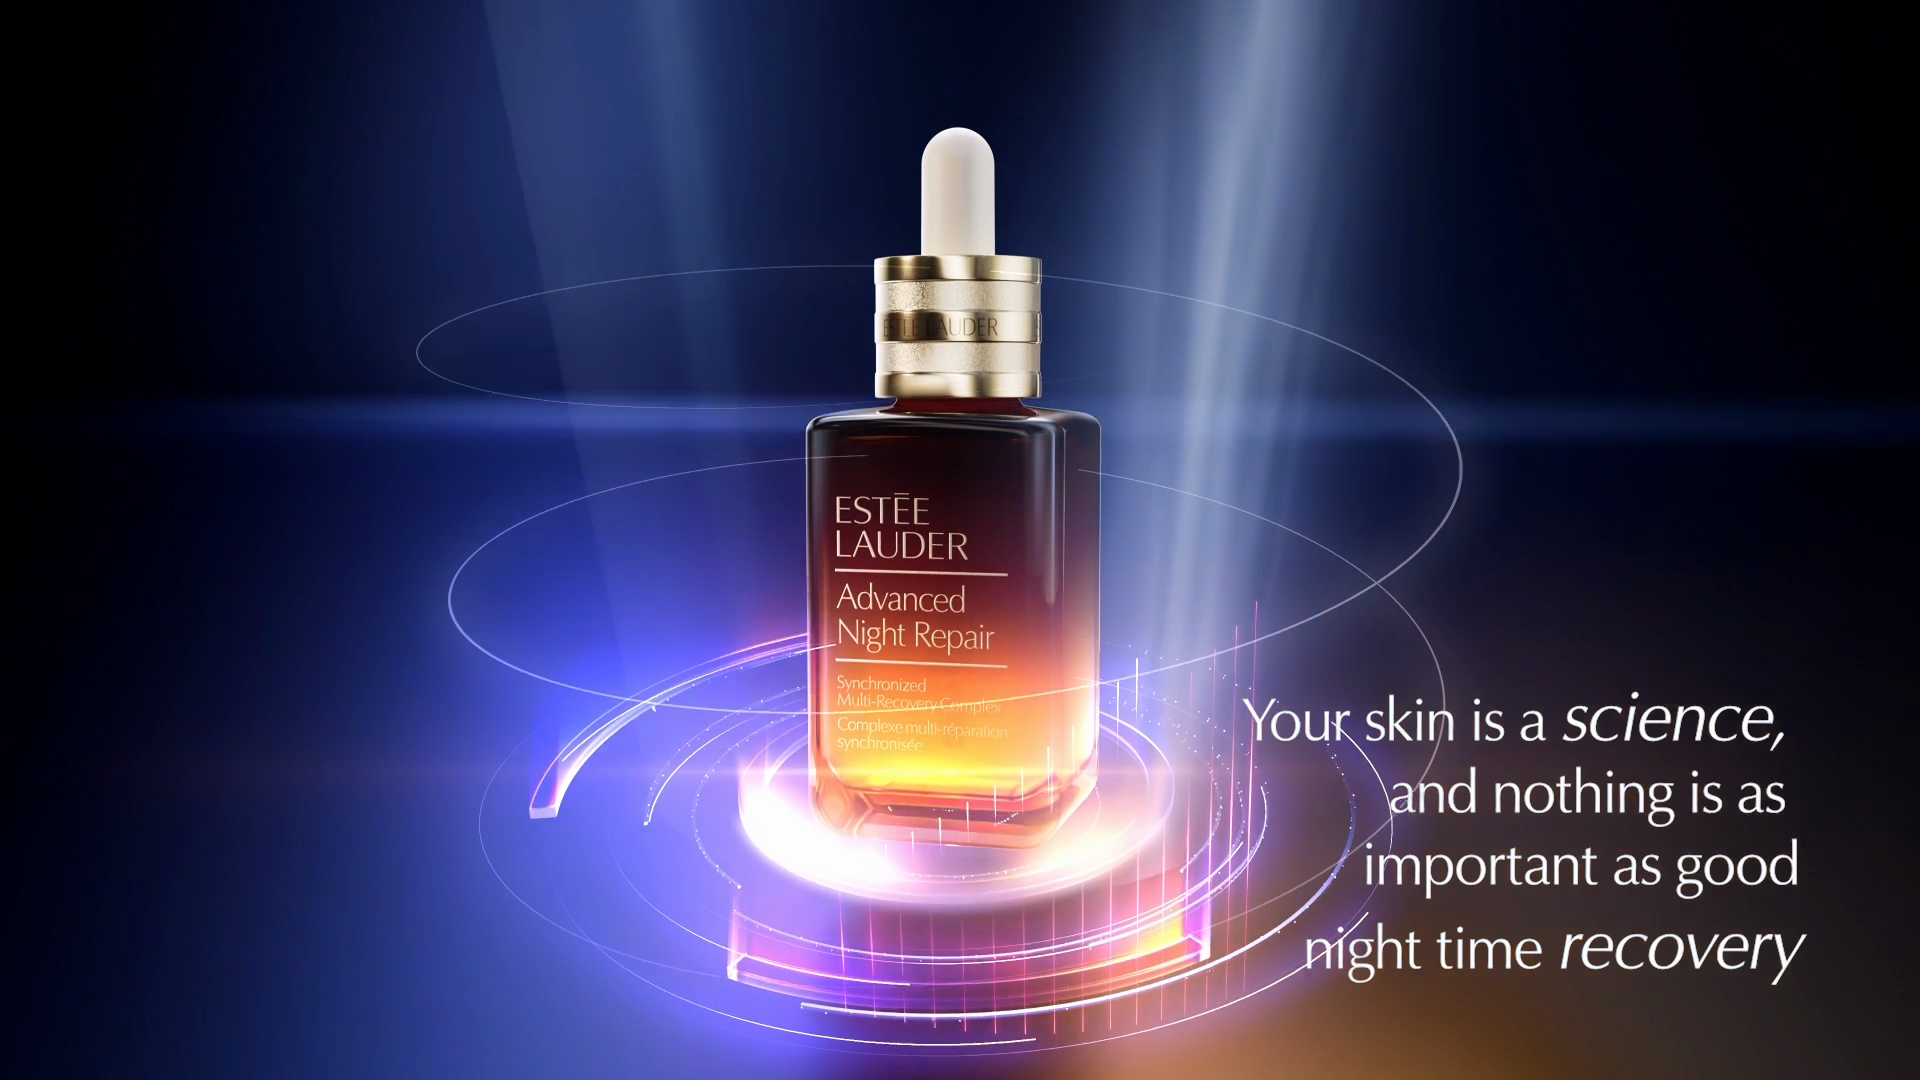 ESTÉE LAUDER
ESTĒE
LAUDER
Advanced
Night Repair
Synchronized
Multi-Recovery Complex
Complexe multi-réparation
synchronisée
Your skin is a science,
and nothing is as
important as good
night time recovery